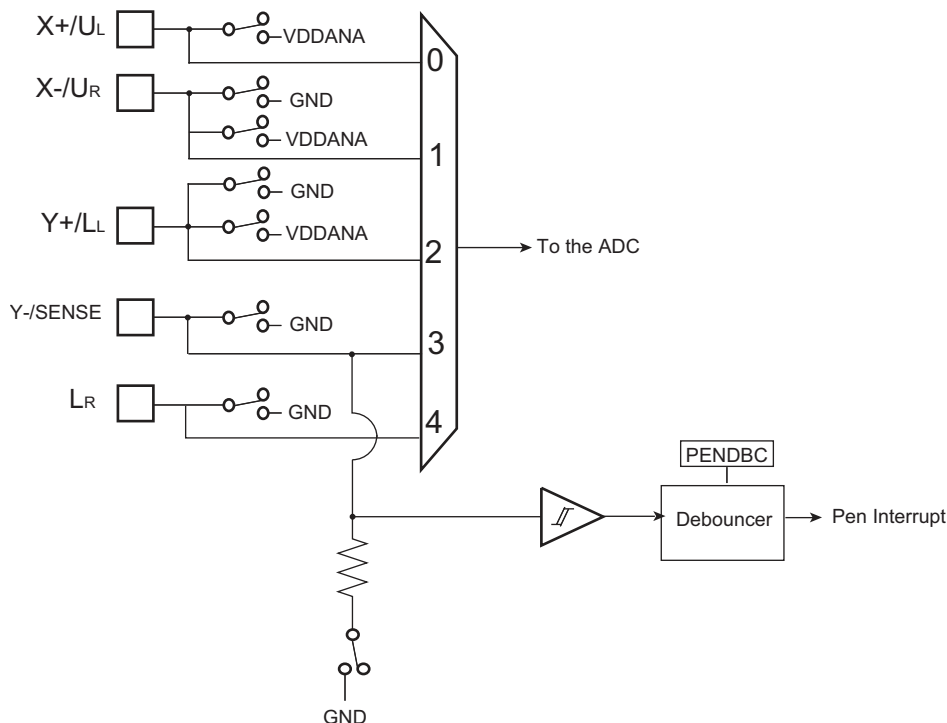 X+/UL
VDDANA
0
X-/UR
GND
VDDANA
1
GND
Y+/LL
VDDANA
2
To the ADC
Y-/SENSE
GND
3
LR
GND
4
PENDBC
Debouncer
Pen Interrupt
GND